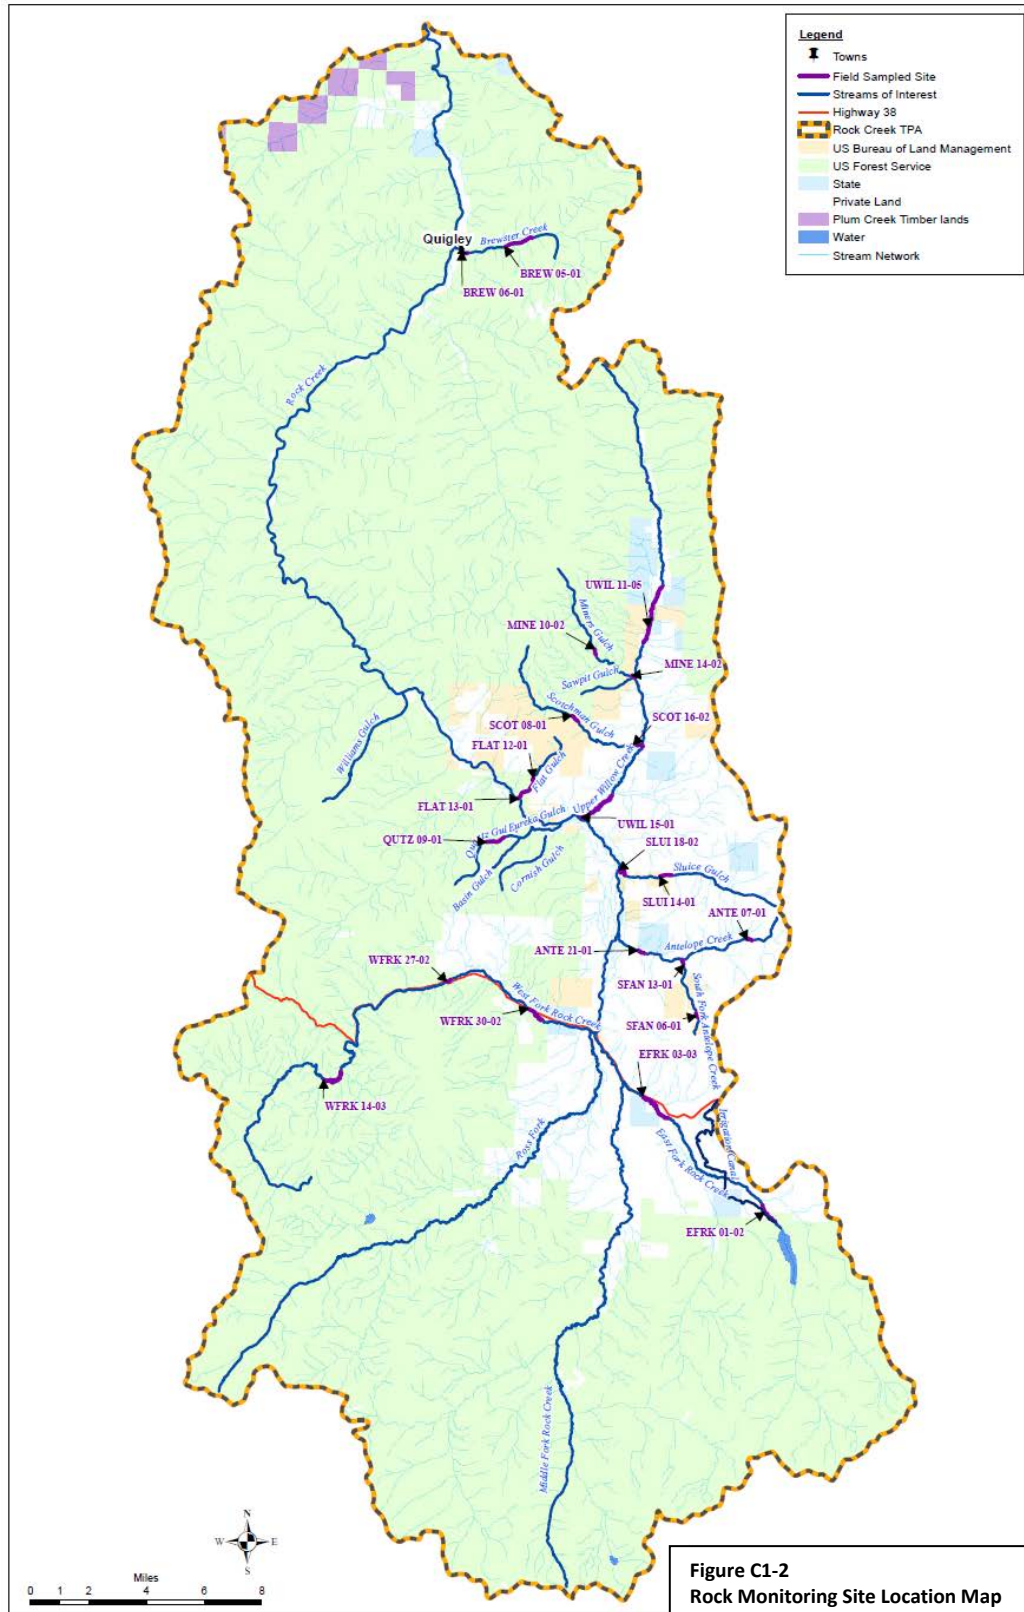 Legend
Towns
Field Sampled Site
Streams of Interest
Highway 38
Rock Creek TPA
US Bureau of Land Management
US Forest Service
State
Private Land
Plum Creek Timber lands
Water
Stream Network
Quigley
Brewster Creek
BREW 05-01
BREW 06-01
Rock Creek
UWIL 11-05
Miners Gulch
MINE 10-02
MINE 14-02
Sawpit Gulch
Scotchman Gulch
SCOT 16-02
SCOT 08-01
Williams Gulch
FLAT 12-01
Flat Gulch
Upper Willow Creek
FLAT 13-01
Eureka Gulch
UWIL 15-01
QUTZ 09-01
SLUI 18-02
Basin Gulch
Cornish Gulch
Sluice Gulch
SLUI 14-01
ANTE 07-01
ANTE 21-01
Antelope Creek
WFRK 27-02
SFAN 13-01
West Fork Rock Creek
South Fork Antelope Creek
WFRK 30-02
SFAN 06-01
EFRK 03-03
WFRK 14-03
Ross Fork
Irrigation Canal
East Fork Rock Creek
EFRK 01-02
Middle Fork Rock Creek
N
W E
S
Miles
0 1 2 4 6 8
Figure C1-2
Rock Monitoring Site Location Map